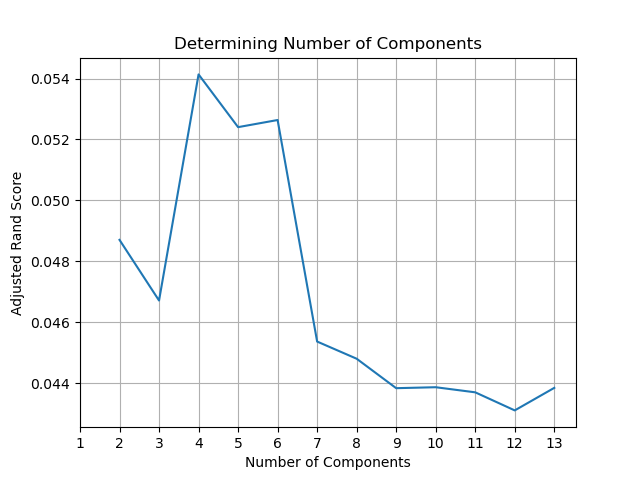 Determining Number of Components
0.054
0.052
0.050
0.048
0.046
0.044
Adjusted Rand Score
1 2 3 4 5 6 7 8 9 10 11 12 13
Number of Components